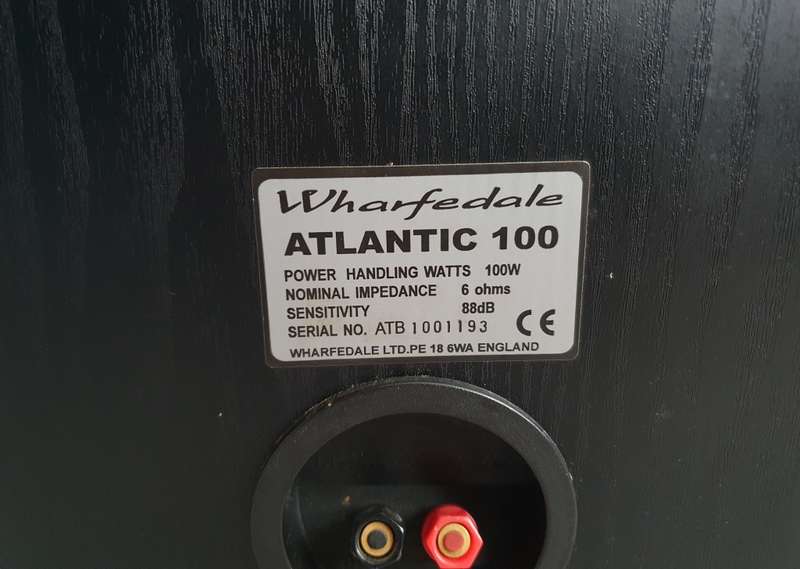 Wharfedale
ATLANTIC 100
POWER HANDLING WATTS 100W
NOMINAL IMPEDANCE 6 ohms
SENSITIVITY 88dB
SERIAL NO. ATB 1001193 CE
WHARFEDALE LTD.PE 18 6WA ENGLAND